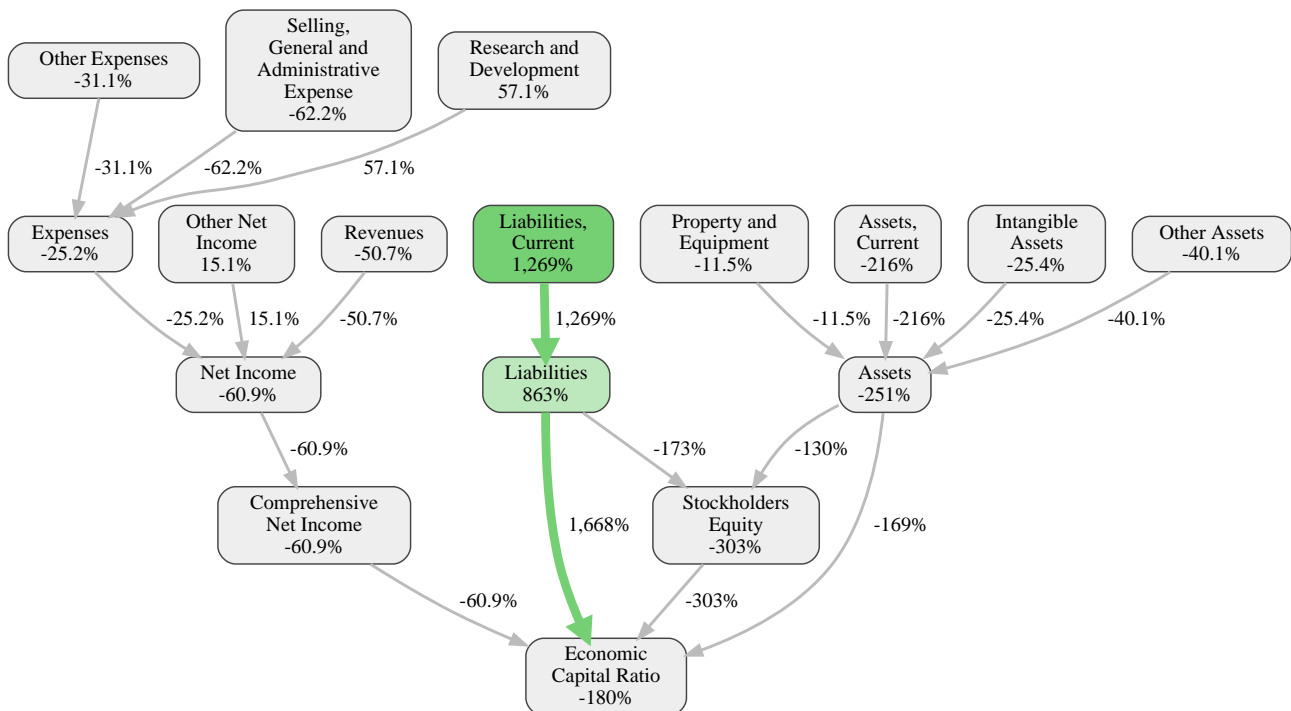 Other Expenses
-31.1%
Selling,
General and
Administrative
Expense
-62.2%
Research and
Development
57.1%
-31.1%
-62.2%
57.1%
Expenses
-25.2%
Other Net
Income
15.1%
Revenues
-50.7%
Liabilities,
Current
1,269%
Property and
Equipment
-11.5%
Assets,
Current
-216%
Intangible
Assets
-25.4%
Other Assets
-40.1%
-25.2%
15.1%
-50.7%
1,269%
-11.5%
-216%
-25.4%
-40.1%
Net Income
-60.9%
Liabilities
863%
Assets
-251%
-60.9%
-173%
-130%
Comprehensive
Net Income
-60.9%
1,668%
Stockholders
Equity
-303%
-169%
-60.9%
-303%
Economic
Capital Ratio
-180%